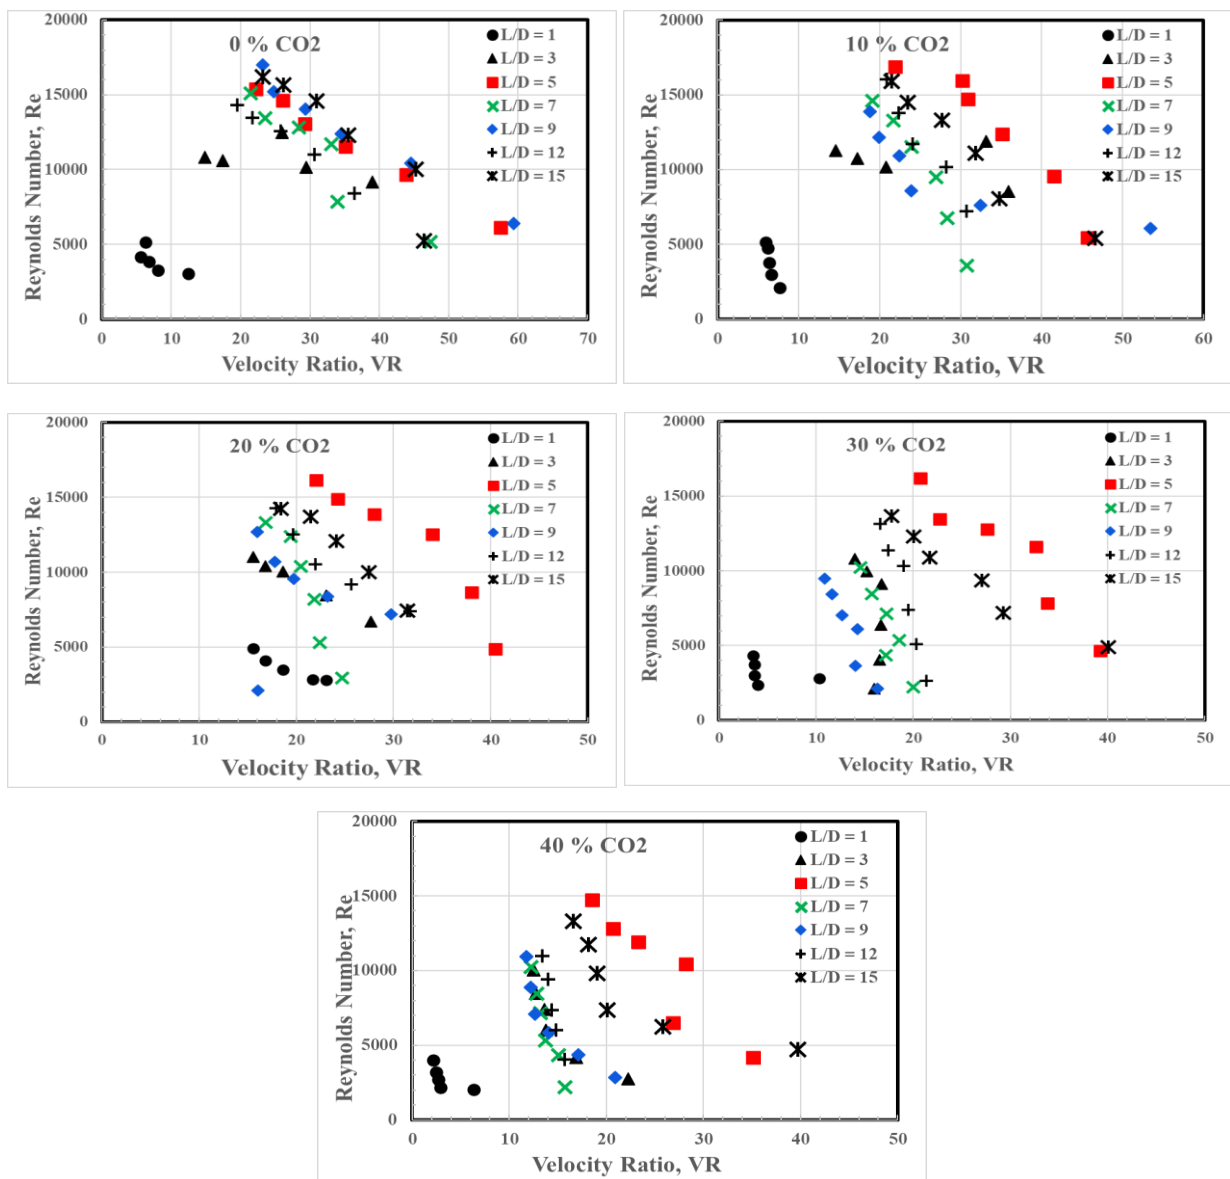 0 % CO2
Reynolds Number, Re
20000
15000
10000
5000
0
0 10 20 30 40 50 60 70
Velocity Ratio, VR
L/D = 1
L/D = 3
L/D = 5
L/D = 7
L/D = 9
L/D = 12
L/D = 15
10 % CO2
Reynolds Number, Re
20000
15000
10000
5000
0
0 10 20 30 40 50 60
Velocity Ratio, VR
L/D = 1
L/D = 3
L/D = 5
L/D = 7
L/D = 9
L/D = 12
L/D = 15
20 % CO2
Reynolds Number, Re
20000
15000
10000
5000
0
0 10 20 30 40 50
Velocity Ratio, VR
L/D = 1
L/D = 3
L/D = 5
L/D = 7
L/D = 9
L/D = 12
L/D = 15
30 % CO2
Reynolds Number, Re
20000
15000
10000
5000
0
0 10 20 30 40 50
Velocity Ratio, VR
L/D = 1
L/D = 3
L/D = 5
L/D = 7
L/D = 9
L/D = 12
L/D = 15
40 % CO2
Reynolds Number, Re
20000
15000
10000
5000
0
0 10 20 30 40 50
Velocity Ratio, VR
L/D = 1
L/D = 3
L/D = 5
L/D = 7
L/D = 9
L/D = 12
L/D = 15